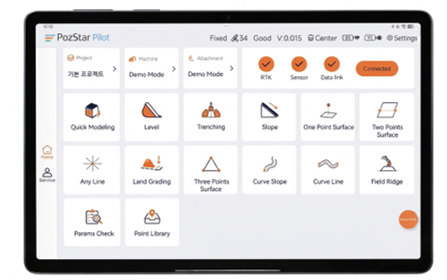 PozStar Pilot
Fixed 34 Good V:0.015 Center Settings
Project
기본 프로젝트
Machine
Demo Mode
Attachment
Demo Mode
RTK
Sensor
Data link
Connected
Quick Modeling
Level
Trenching
Slope
One Point Surface
Two Points
Surface
Home
Service
Any Line
Land Grading
Three Points
Surface
Curve Slope
Curve Line
Field Ridge
Params Check
Point Library